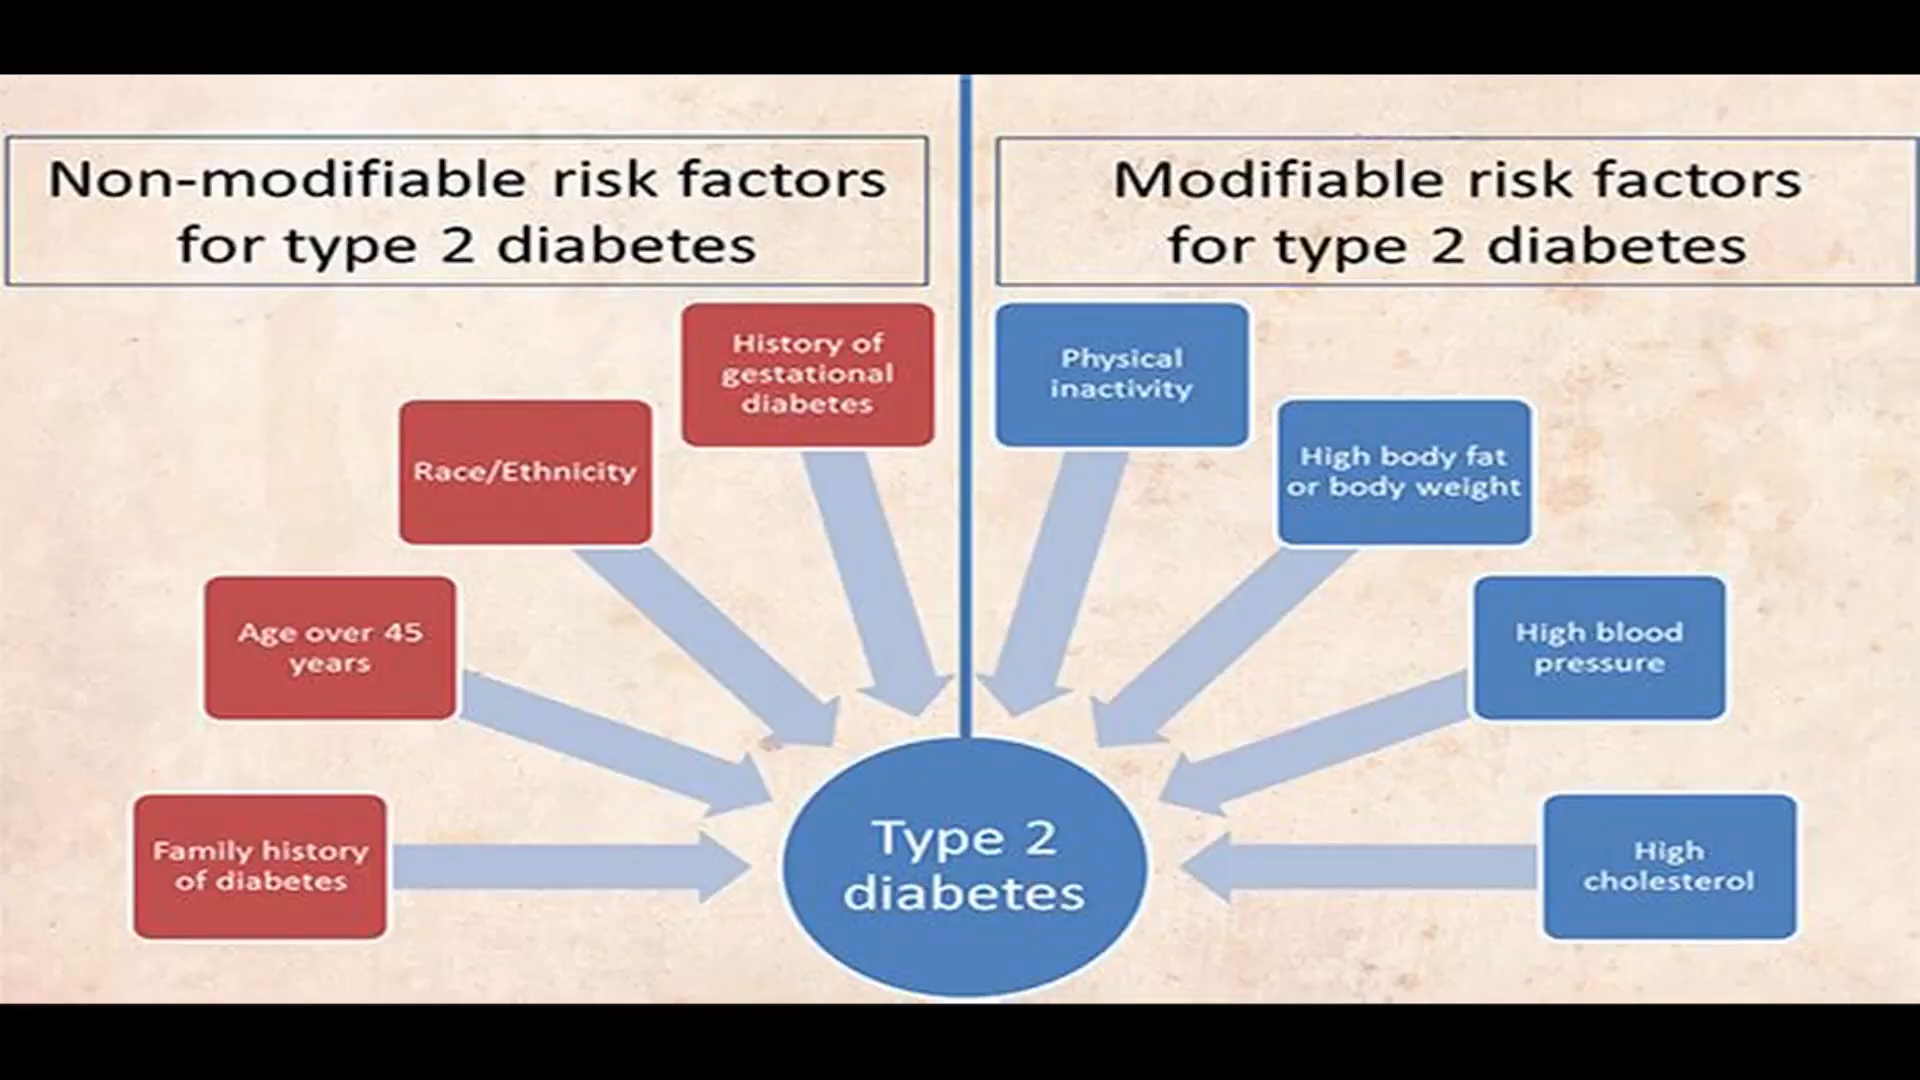 Non-modifiable risk factors
for type 2 diabetes
Modifiable risk factors
for type 2 diabetes
History of
gestational
diabetes
Physical
inactivity
Race/Ethnicity
High body fat
or body weight
Age over 45
years
High blood
pressure
Family history
of diabetes
Type 2
diabetes
High
cholesterol